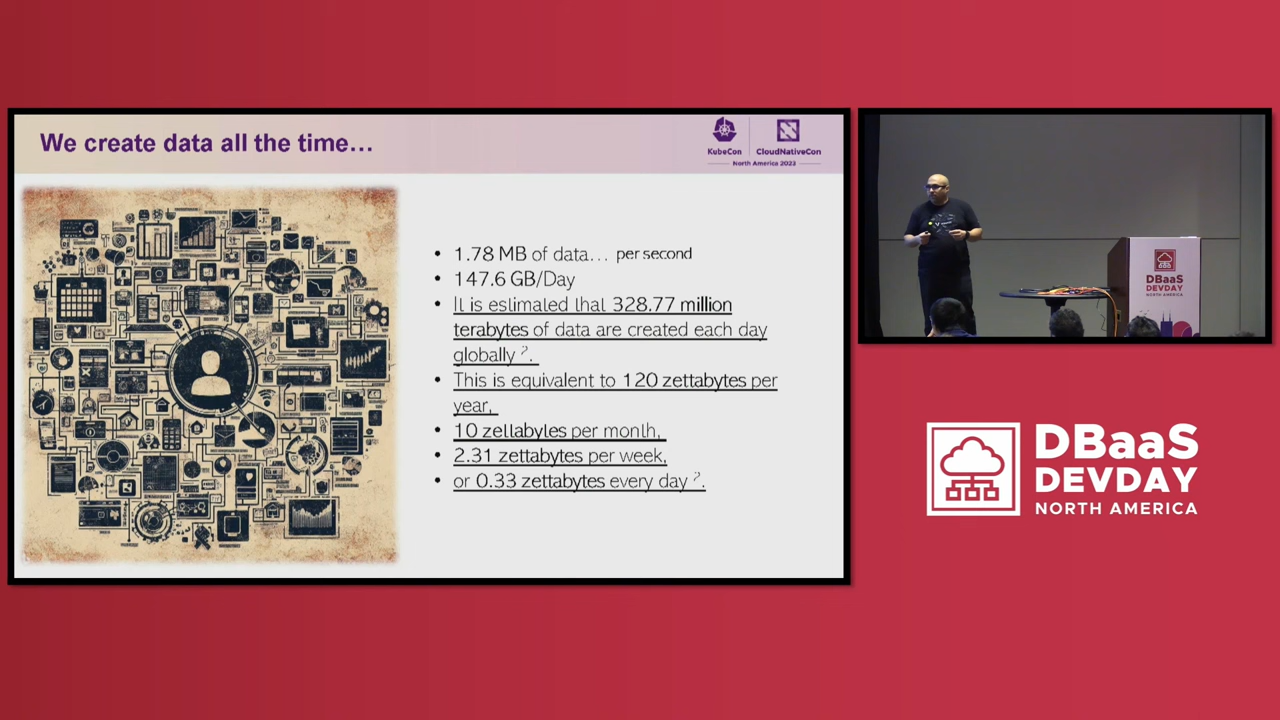 We create data all the time...
KubeCon
CloudNativeCon
North America 2023
• 1.78 MB of data... per second
• 147.6 GB/Day
• It is estimated that 328.77 million
terabytes of data are created each day
globally ?.
• This is equivalent to 120 zettabytes per
year,
• 10 zettabytes per month,
• 2.31 zettabytes per week,
• or 0.33 zettabytes every day ?.
DBaaS
DEVDAY
NORTH AMERICA
DBaaS
DEVDAY
NORTH AMERICA